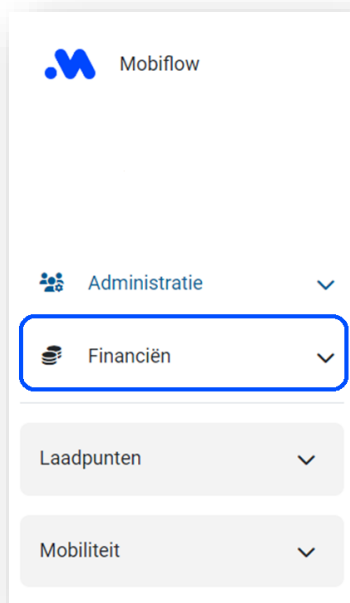 Mobiflow
Administratie
Financiën
Laadpunten
Mobiliteit